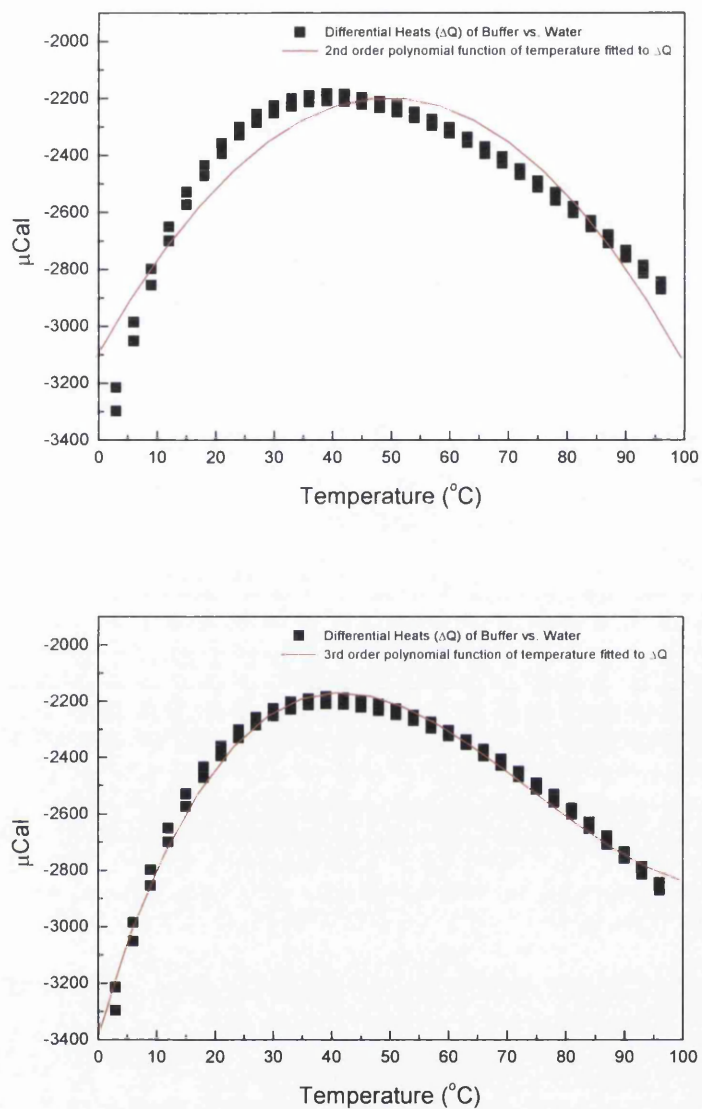 -2000
-2200
-2400
-2600
-2800
-3000
-3200
-3400
μCal
Differential Heats (ΔQ) of Buffer vs. Water
2nd order polynomial function of temperature fitted to ΔQ
0 10 20 30 40 50 60 70 80 90 100
Temperature (°C)
-2000
-2200
-2400
-2600
-2800
-3000
-3200
-3400
μCal
Differential Heats (ΔQ) of Buffer vs. Water
3rd order polynomial function of temperature fitted to ΔQ
0 10 20 30 40 50 60 70 80 90 100
Temperature (°C)